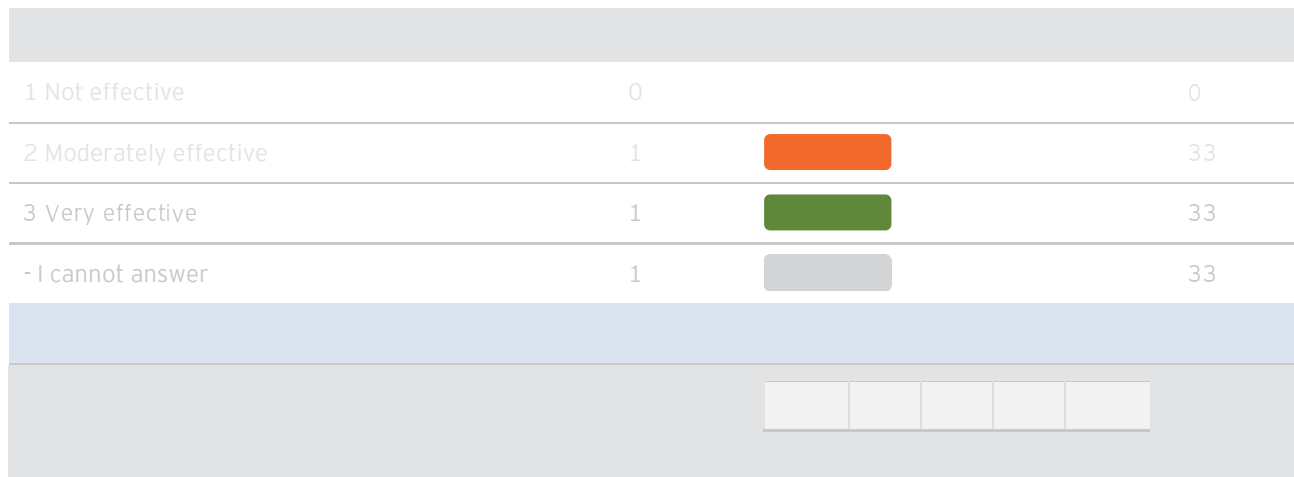 1 Not effective 0 0
2 Moderately effective 1 33
3 Very effective 1 33
- I cannot answer 1 33